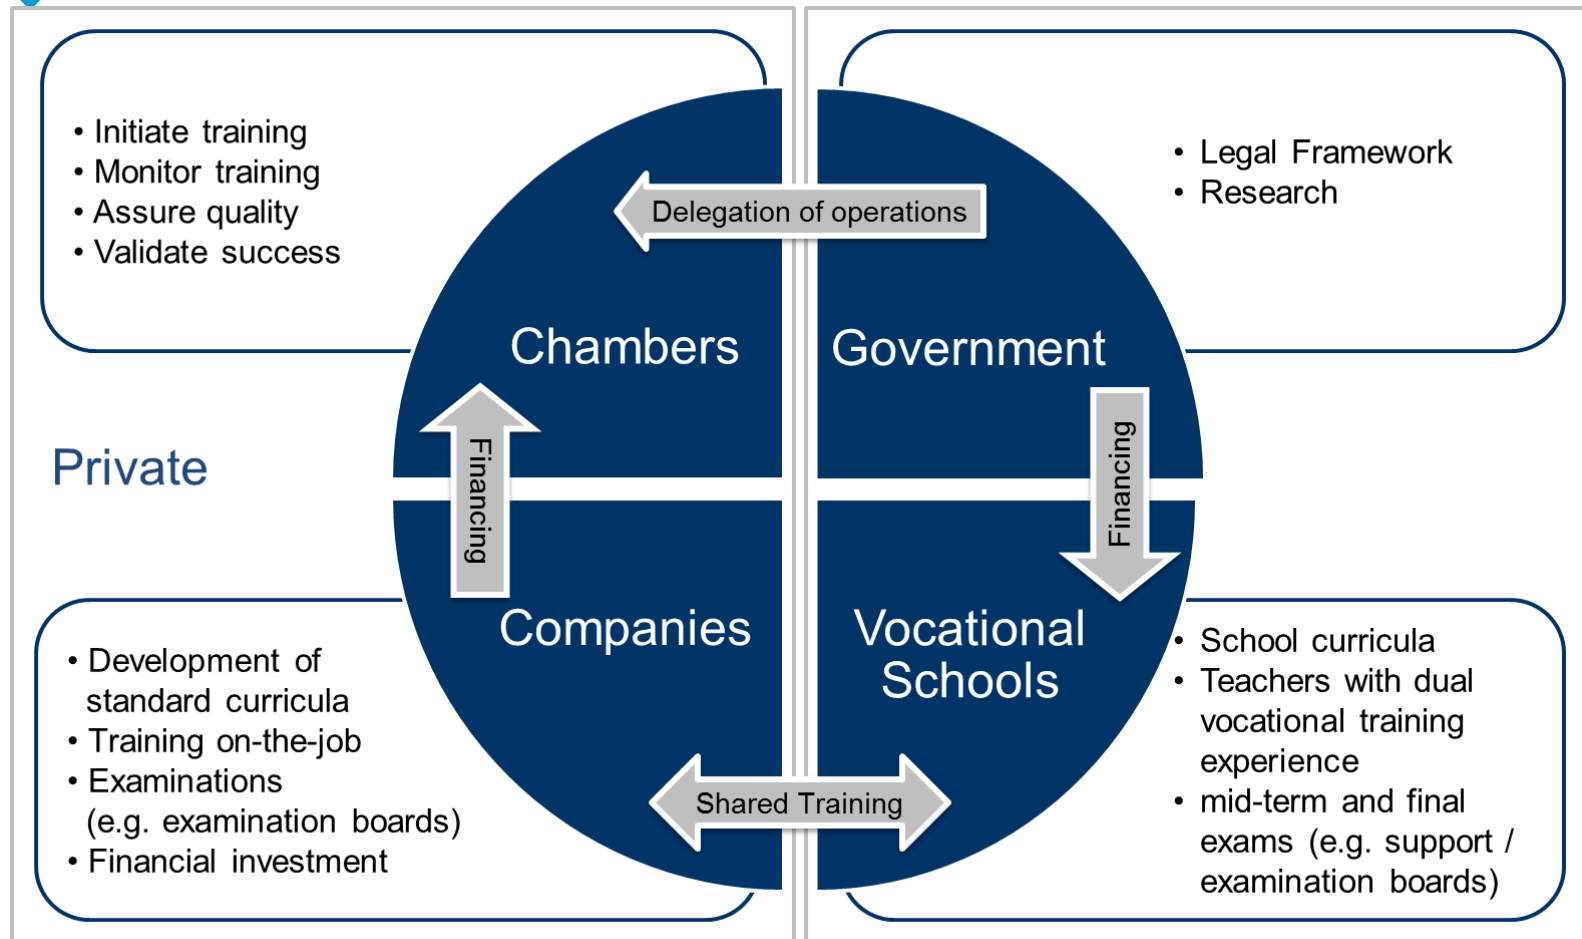 • Initiate training
• Monitor training
• Assure quality
• Validate success
• Legal Framework
• Research
Delegation of operations
Chambers
Government
Financing
Financing
Private
Companies
Vocational
Schools
Shared Training
• Development of
standard curricula
• Training on-the-job
• Examinations
(e.g. examination boards)
• Financial investment
• School curricula
• Teachers with dual
vocational training
experience
• mid-term and final
exams (e.g. support /
examination boards)